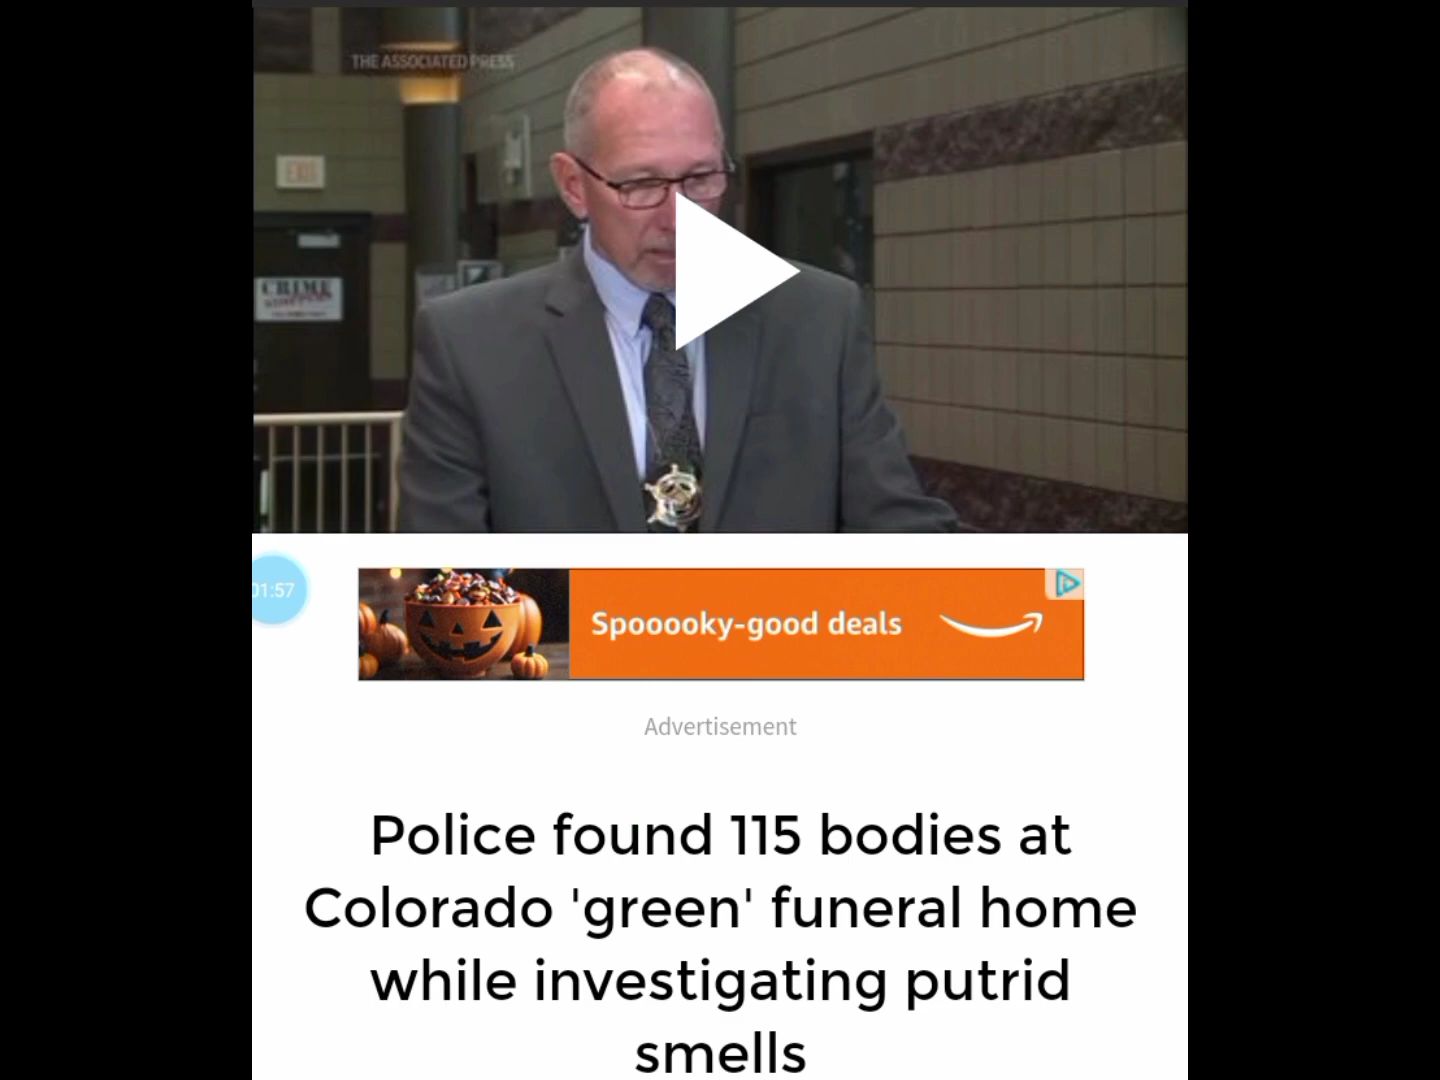 THE ASSOCIATED PRESS
EXIT
CRIME
01:57
Spooooky-good deals
Advertisement
Police found 115 bodies at
Colorado 'green' funeral home
while investigating putrid
smells